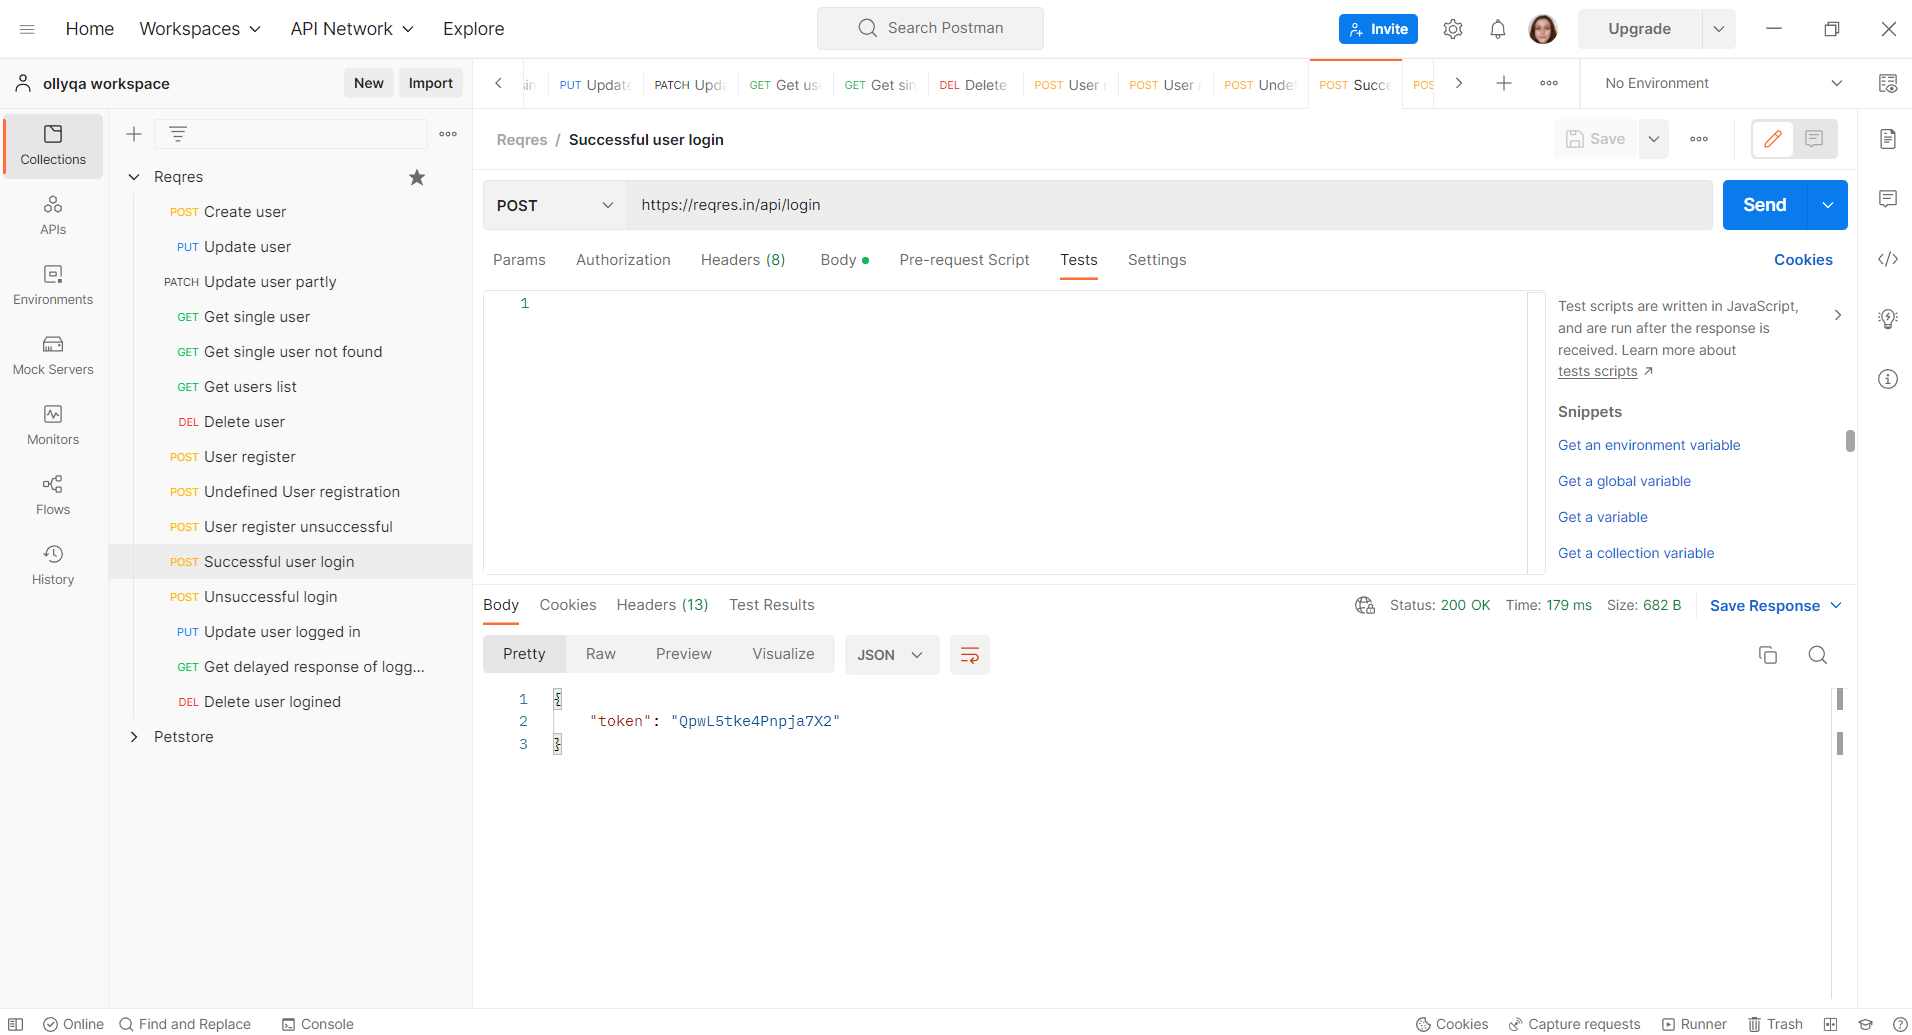 Home
Workspaces
API Network
Explore
Search Postman
Invite
Upgrade
ollyqa workspace
New
Import
PUT Update
PATCH Upda
GET Get us
GET Get sin
DEL Delete
POST User
POST User
POST Unde
POST Succe
POS
No Environment
Collections
APIs
Environments
Mock Servers
Monitors
Flows
History
Reqres
POST Create user
PUT Update user
PATCH Update user partly
GET Get single user
GET Get single user not found
GET Get users list
DEL Delete user
POST User register
POST Undefined User registration
POST User register unsuccessful
POST Successful user login
POST Unsuccessful login
PUT Update user logged in
GET Get delayed response of logg...
DEL Delete user logined
Petstore
Reqres / Successful user login
Save
POST
https://reqres.in/api/login
Send
Params
Authorization
Headers (8)
Body
Pre-request Script
Tests
Settings
Cookies
1
Test scripts are written in JavaScript,
and are run after the response is
received. Learn more about
tests scripts
Snippets
Get an environment variable
Get a global variable
Get a variable
Get a collection variable
Body
Cookies
Headers (13)
Test Results
Status: 200 OK
Time: 179 ms
Size: 682 B
Save Response
Pretty
Raw
Preview
Visualize
JSON
1 {
2 "token": "QpwL5tke4Pnpja7X2"
3 }
Online
Find and Replace
Console
Cookies
Capture requests
Runner
Trash